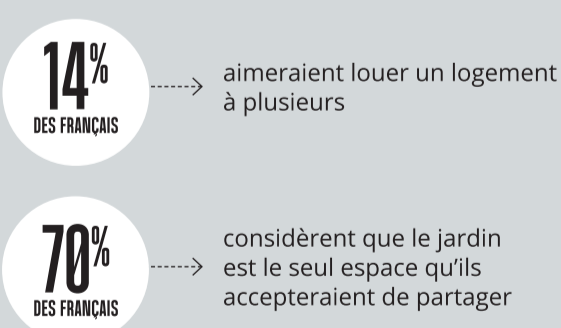 14%
DES FRANÇAIS
aimeraient louer un logement
à plusieurs
70%
DES FRANÇAIS
considèrent que le jardin
est le seul espace qu’ils
accepteraient de partager